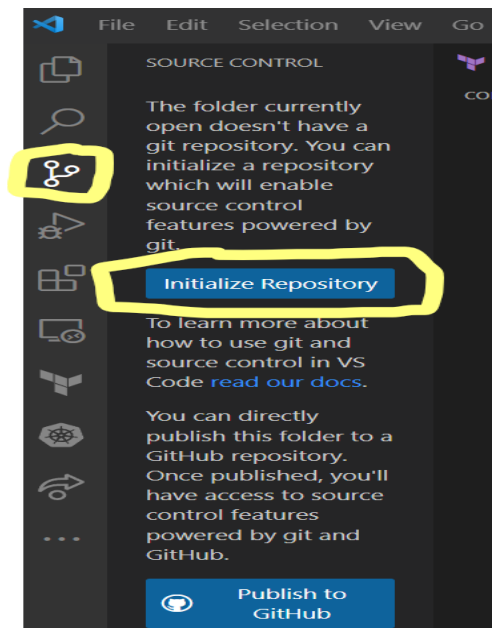 File Edit Selection View Go
SOURCE CONTROL
CO
The folder currently
open doesn't have a
git repository. You can
initialize a repository
which will enable
source control
features powered by
git.
Initialize Repository
To learn more about
how to use git and
source control in VS
Code read our docs.
You can directly
publish this folder to a
GitHub repository.
Once published, you'll
have access to source
control features
powered by git and
GitHub.
Publish to
GitHub